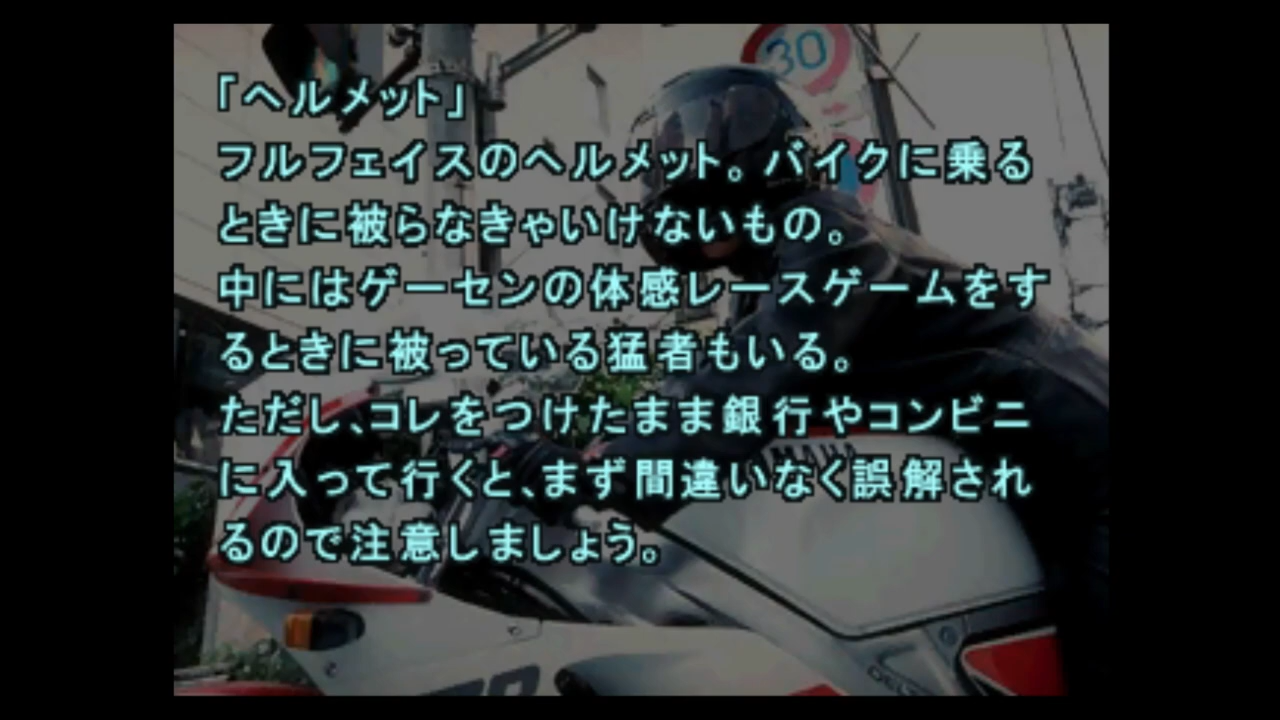 「ヘルメット」
フルフェイスのヘルメット。バイクに乗る
ときに被らなきゃいけないもの。
中にはゲーセンの体感レースゲームをす
るときに被っている猛者もいる。
ただし、コレをつけたまま銀行やコンビニ
に入って行くと、まず間違いなく誤解され
るので注意しましょう。
30
YAMAHA